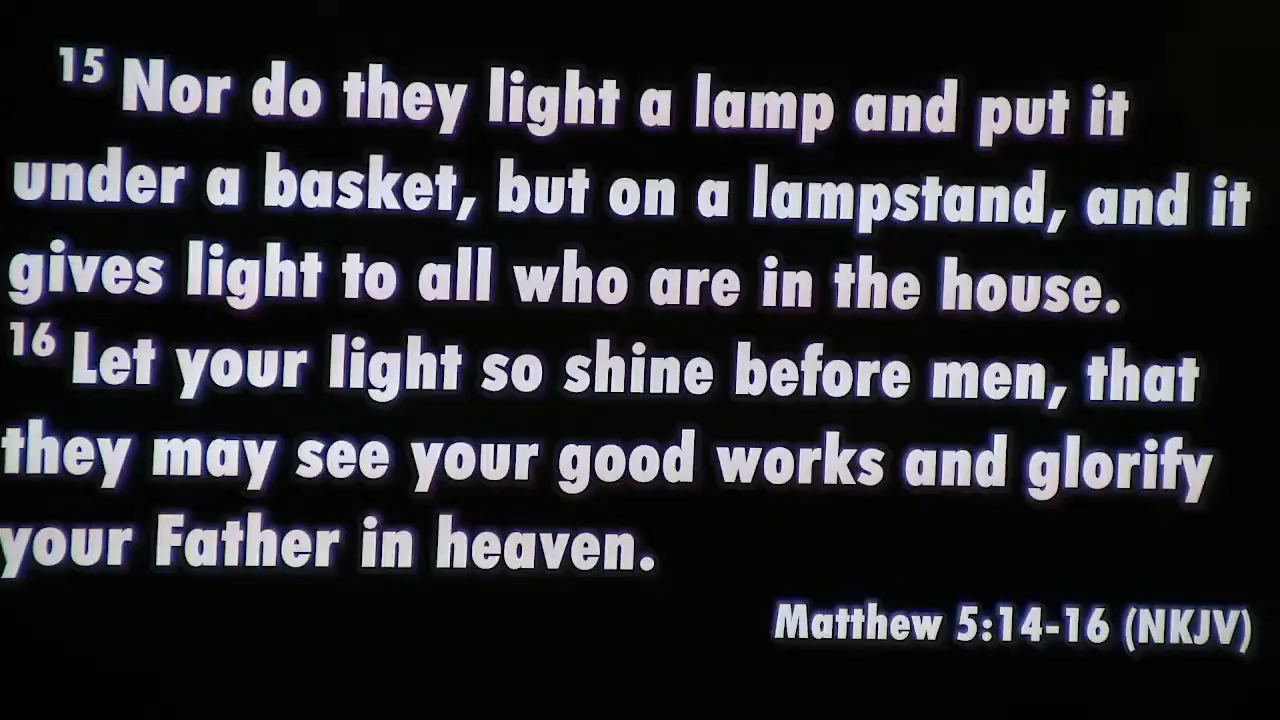 15 Nor do they light a lamp and put it
under a basket, but on a lampstand, and it
gives light to all who are in the house.
16 Let your light so shine before men, that
they may see your good works and glorify
your Father in heaven.
Matthew 5:14-16 (NKJV)